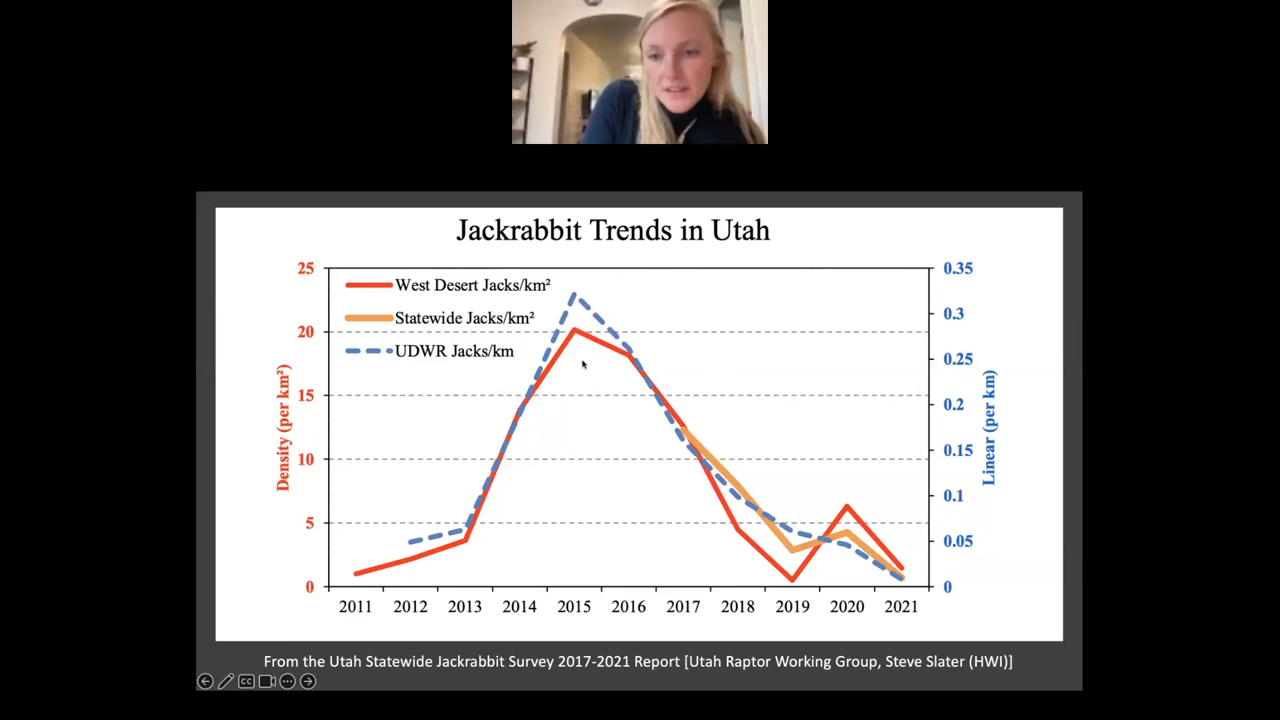 Jackrabbit Trends in Utah
25
20
15
10
5
0
Density (per km²)
West Desert Jacks/km²
Statewide Jacks/km²
UDWR Jacks/km
0.35
0.3
0.25
0.2
0.15
0.1
0.05
0
Linear (per km)
2011 2012 2013 2014 2015 2016 2017 2018 2019 2020 2021
From the Utah Statewide Jackrabbit Survey 2017-2021 Report [Utah Raptor Working Group, Steve Slater (HWI)]
CC